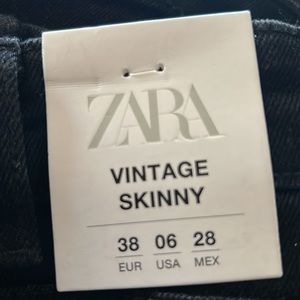 ZARA
VINTAGE
SKINNY
38 06 28
EUR USA MEX